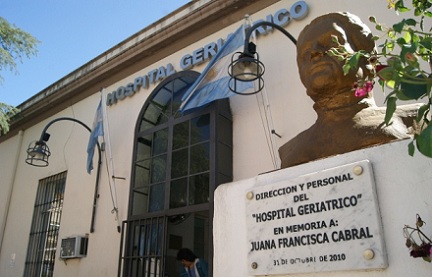 HOSPITAL GERIATRICO
DIRECCION Y PERSONAL
DEL
"HOSPITAL GERIATRICO"
EN MEMORIA A:
JUANA FRANCISCA CABRAL
31 DE OCTUBRE DE 2010